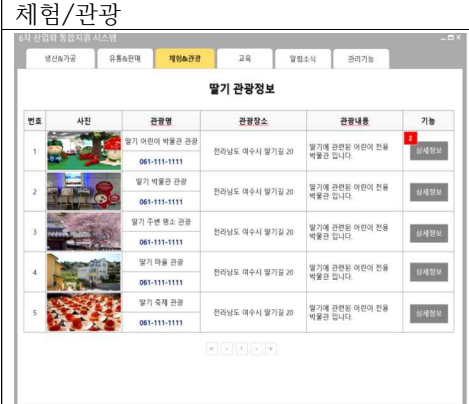 체험/관광
6차 산업화 통합지원 시스템
생산&가공 유통&판매 체험&관광 교육 알림소식 관리기능
딸기 관광정보
번호 사진 관광명 관광장소 관광내용 기능
1 딸기 어린이 박물관 관광 061-111-1111 전라남도 여수시 딸기길 20 딸기에 관련된 어린이 전용 박물관 입니다. 2 상세정보
2 딸기 박물관 관광 061-111-1111 전라남도 여수시 딸기길 20 딸기에 관련된 어린이 전용 박물관 입니다. 상세정보
3 딸기 주변 명소 관광 061-111-1111 전라남도 여수시 딸기길 20 딸기에 관련된 어린이 전용 박물관 입니다. 상세정보
4 딸기 마을 관광 061-111-1111 전라남도 여수시 딸기길 20 딸기에 관련된 어린이 전용 박물관 입니다. 상세정보
5 딸기 축제 관광 061-111-1111 전라남도 여수시 딸기길 20 딸기에 관련된 어린이 전용 박물관 입니다. 상세정보
1